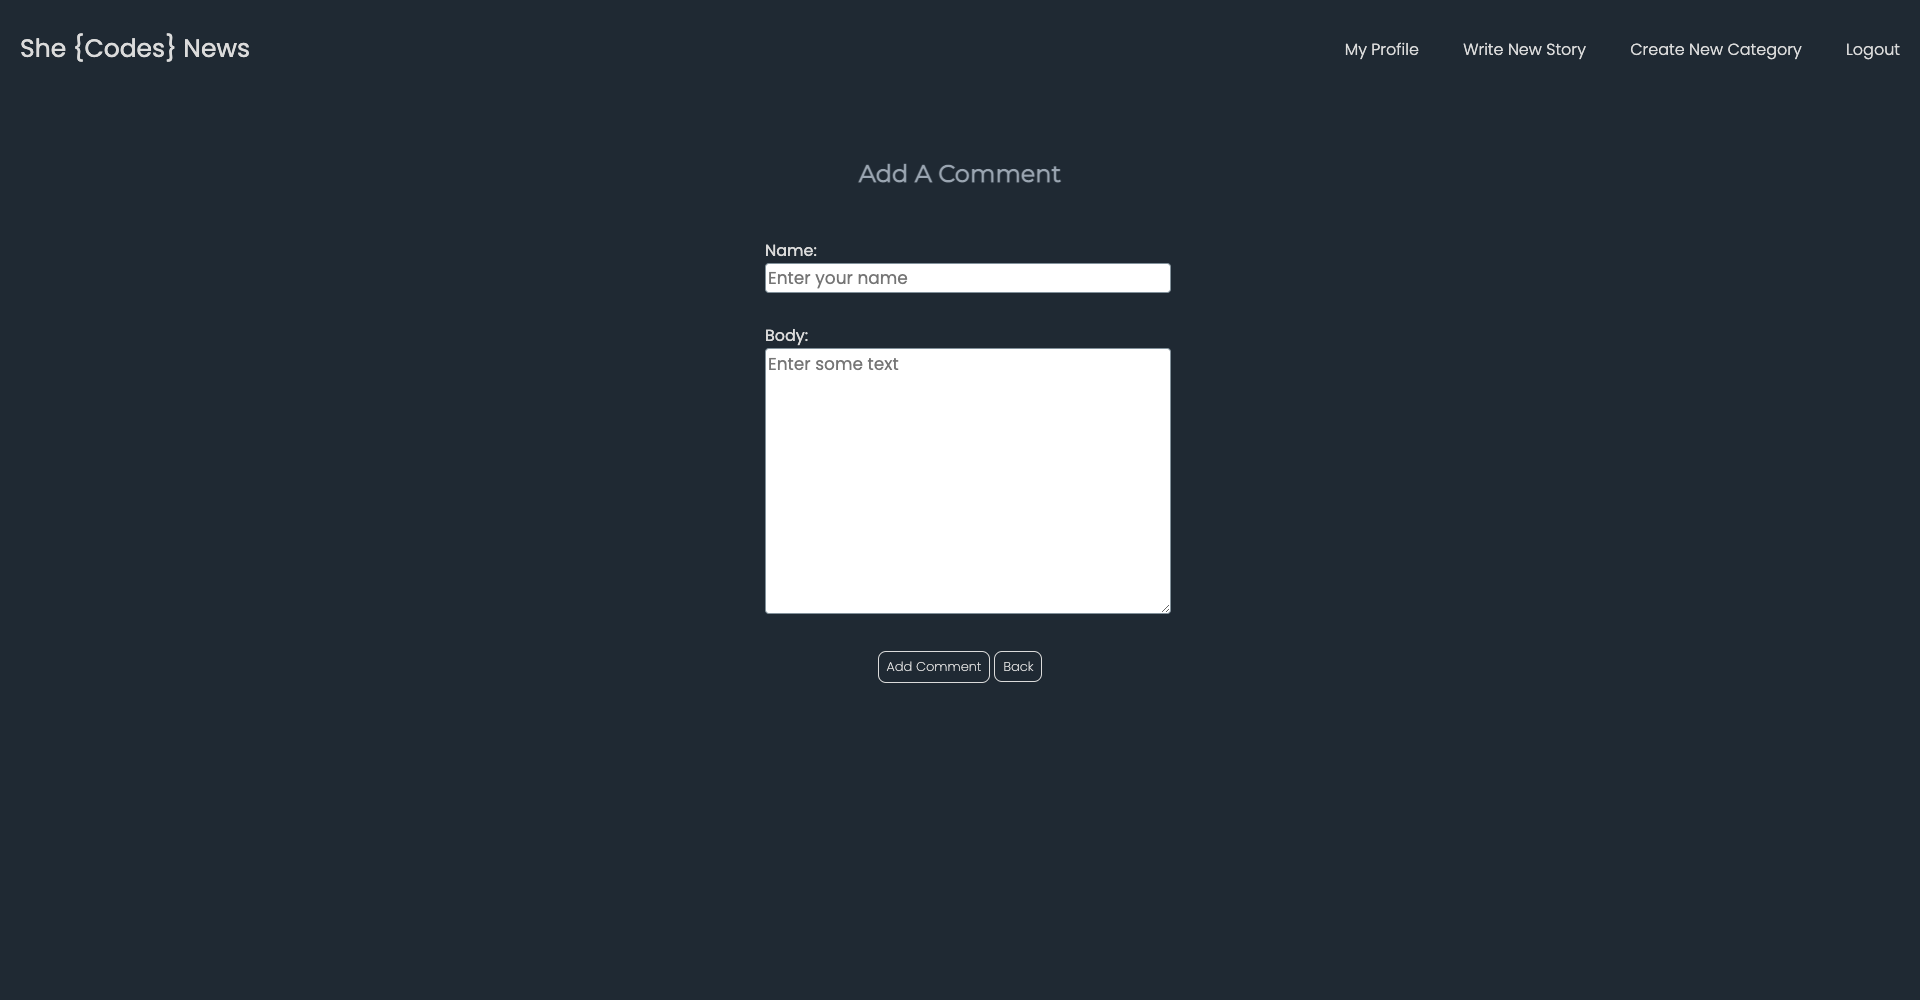 She {Codes} News
My Profile
Write New Story
Create New Category
Logout
Add A Comment
Name:
Enter your name
Body:
Enter some text
Add Comment
Back